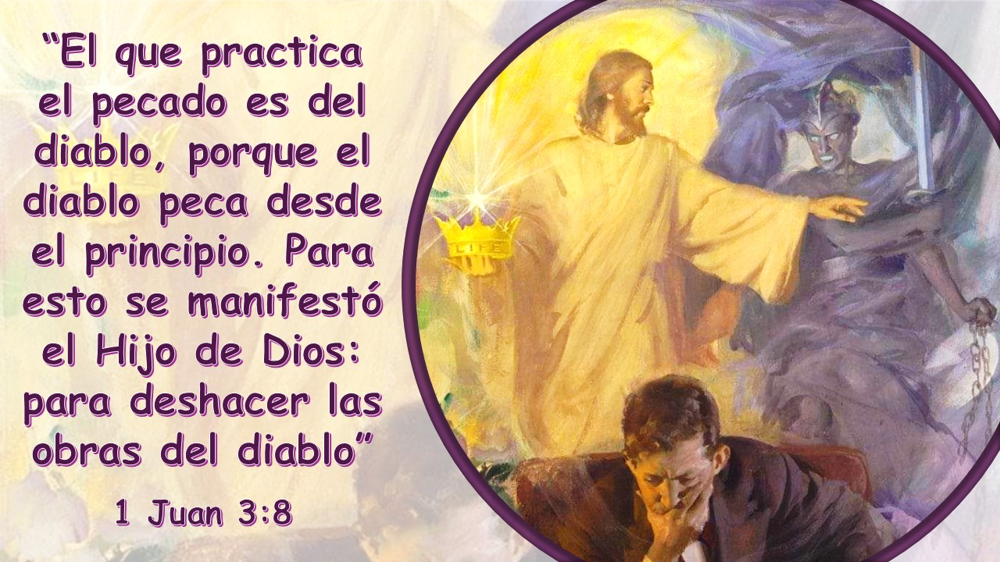 “El que practica
el pecado es del
diablo, porque el
diablo peca desde
el principio. Para
esto se manifestó
el Hijo de Dios:
para deshacer las
obras del diablo”
1 Juan 3:8
LIFE